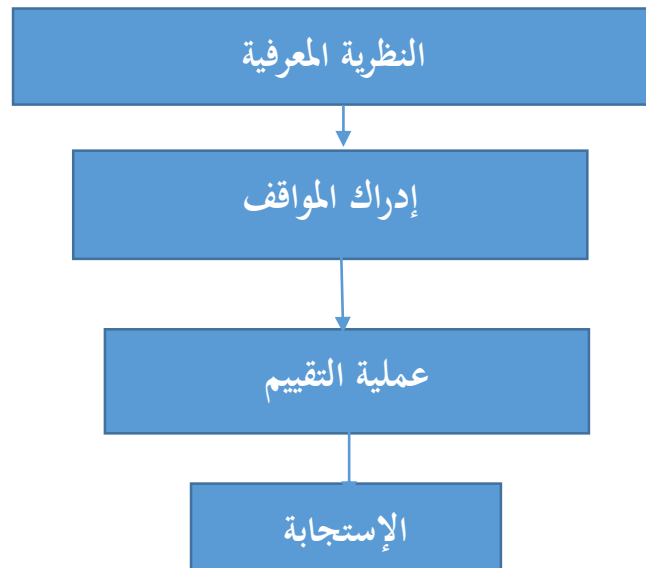 النظرية المعرفية
إدراك المواقف
عملية التقييم
الإستجابة